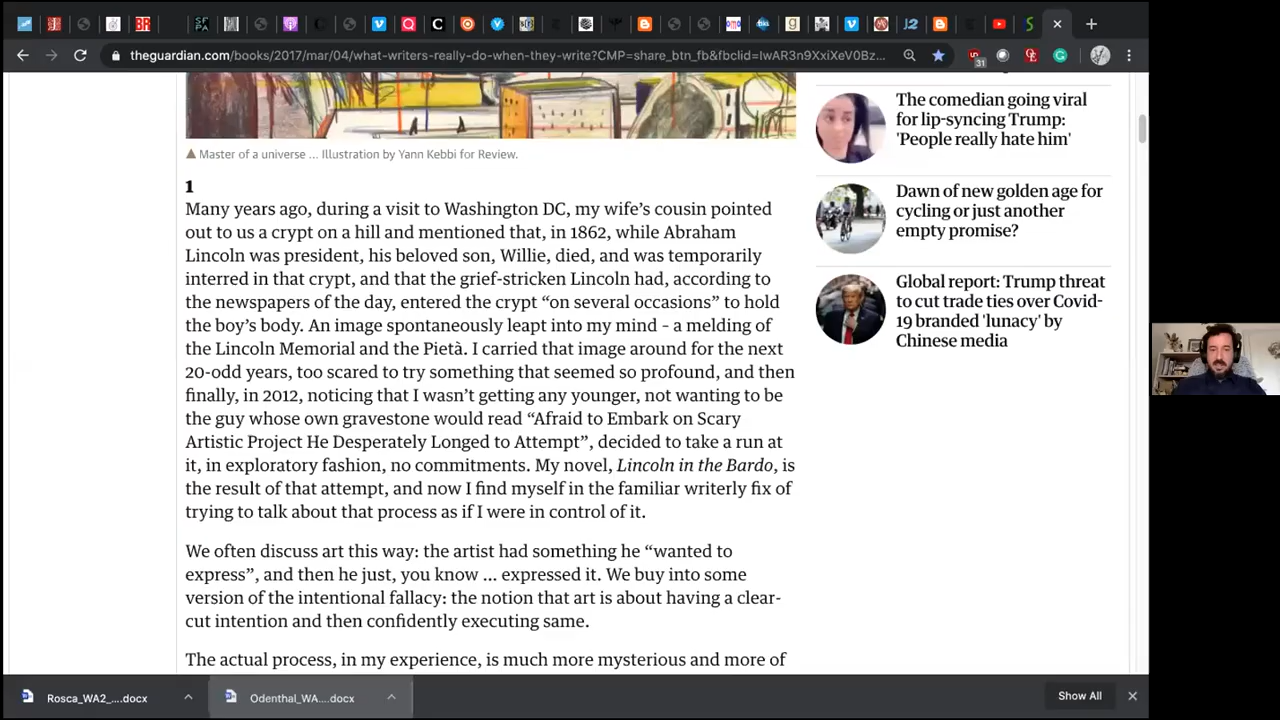 theguardian.com/books/2017/mar/04/what-writers-really-do-when-they-write?CMP=share_btn_fb&fbclid=IwAR3n9XxiXeV0Bz...
31
▲ Master of a universe ... Illustration by Yann Kebbi for Review.
1
Many years ago, during a visit to Washington DC, my wife’s cousin pointed
out to us a crypt on a hill and mentioned that, in 1862, while Abraham
Lincoln was president, his beloved son, Willie, died, and was temporarily
interred in that crypt, and that the grief-stricken Lincoln had, according to
the newspapers of the day, entered the crypt “on several occasions” to hold
the boy’s body. An image spontaneously leapt into my mind – a melding of
the Lincoln Memorial and the Pietà. I carried that image around for the next
20-odd years, too scared to try something that seemed so profound, and then
finally, in 2012, noticing that I wasn’t getting any younger, not wanting to be
the guy whose own gravestone would read “Afraid to Embark on Scary
Artistic Project He Desperately Longed to Attempt”, decided to take a run at
it, in exploratory fashion, no commitments. My novel, Lincoln in the Bardo, is
the result of that attempt, and now I find myself in the familiar writerly fix of
trying to talk about that process as if I were in control of it.
We often discuss art this way: the artist had something he “wanted to
express”, and then he just, you know ... expressed it. We buy into some
version of the intentional fallacy: the notion that art is about having a clear-
cut intention and then confidently executing same.
The actual process, in my experience, is much more mysterious and more of
The comedian going viral
for lip-syncing Trump:
'People really hate him'
Dawn of new golden age for
cycling or just another
empty promise?
Global report: Trump threat
to cut trade ties over Covid-
19 branded 'lunacy' by
Chinese media
Rosca_WA2_....docx
Odenthal_WA....docx
Show All